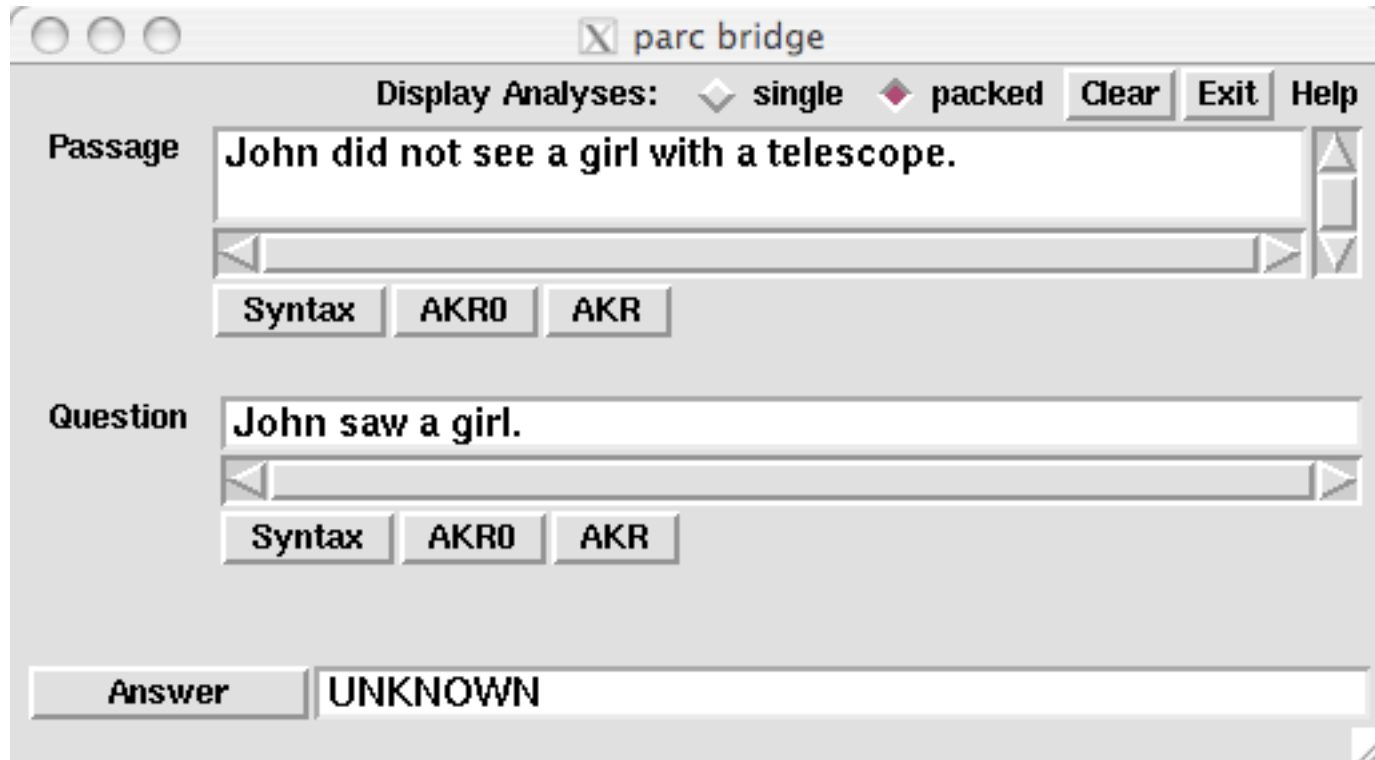 X parc bridge
Display Analyses: single packed Clear Exit Help
Passage John did not see a girl with a telescope.
Syntax AKR0 AKR
Question John saw a girl.
Syntax AKR0 AKR
Answer UNKNOWN